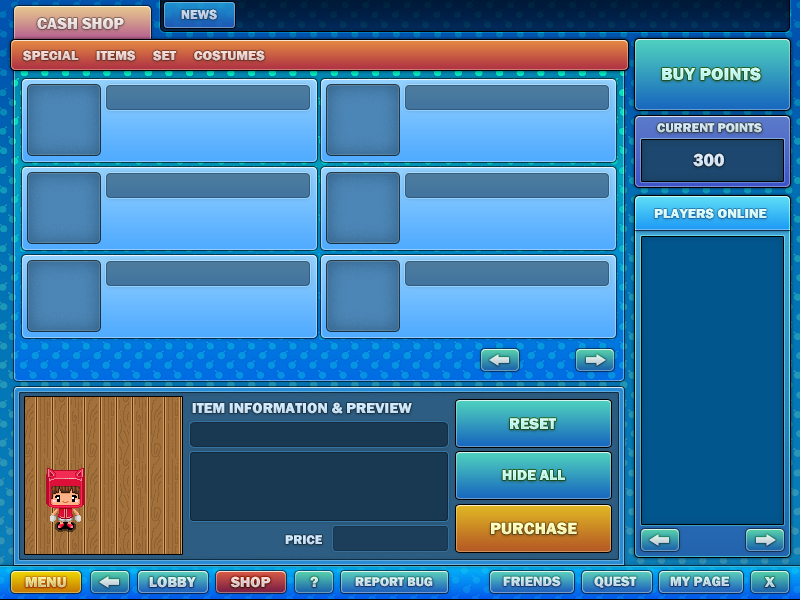 CASH SHOP
NEWS
SPECIAL ITEMS SET COSTUMES
BUY POINTS
CURRENT POINTS
300
PLAYERS ONLINE
ITEM INFORMATION & PREVIEW
RESET
HIDE ALL
PURCHASE
PRICE
MENU LOBBY SHOP ? REPORT BUG FRIENDS QUEST MY PAGE X